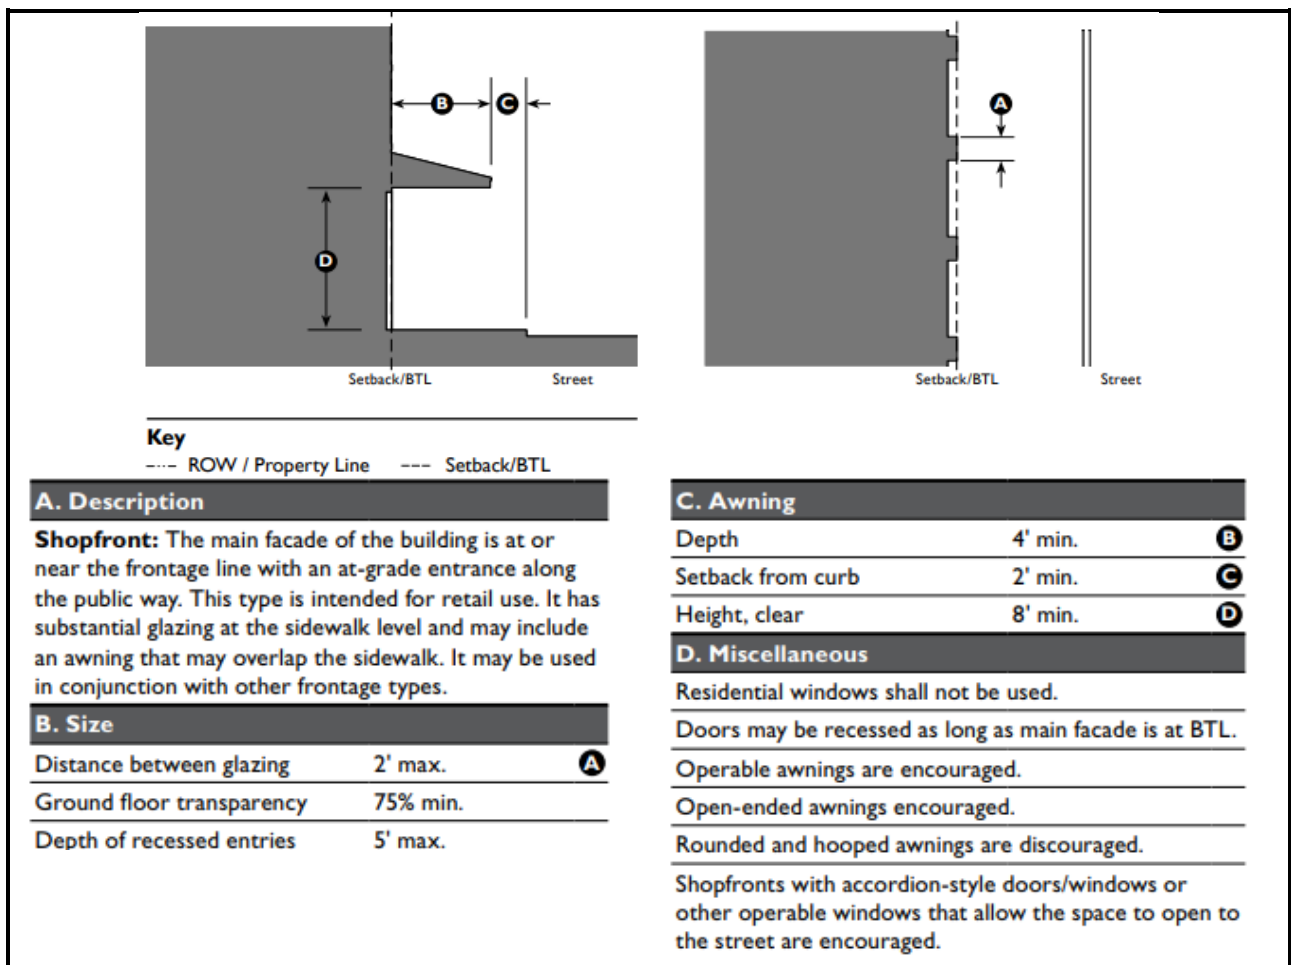 B C
D
Setback/BTL Street
A
Setback/BTL Street
Key
ROW / Property Line Setback/BTL
A. Description
Shopfront: The main facade of the building is at or
near the frontage line with an at-grade entrance along
the public way. This type is intended for retail use. It has
substantial glazing at the sidewalk level and may include
an awning that may overlap the sidewalk. It may be used
in conjunction with other frontage types.
B. Size
Distance between glazing 2' max. A
Ground floor transparency 75% min.
Depth of recessed entries 5' max.
C. Awning
Depth 4' min. B
Setback from curb 2' min. C
Height, clear 8' min. D
D. Miscellaneous
Residential windows shall not be used.
Doors may be recessed as long as main facade is at BTL.
Operable awnings are encouraged.
Open-ended awnings encouraged.
Rounded and hooped awnings are discouraged.
Shopfronts with accordion-style doors/windows or
other operable windows that allow the space to open to
the street are encouraged.